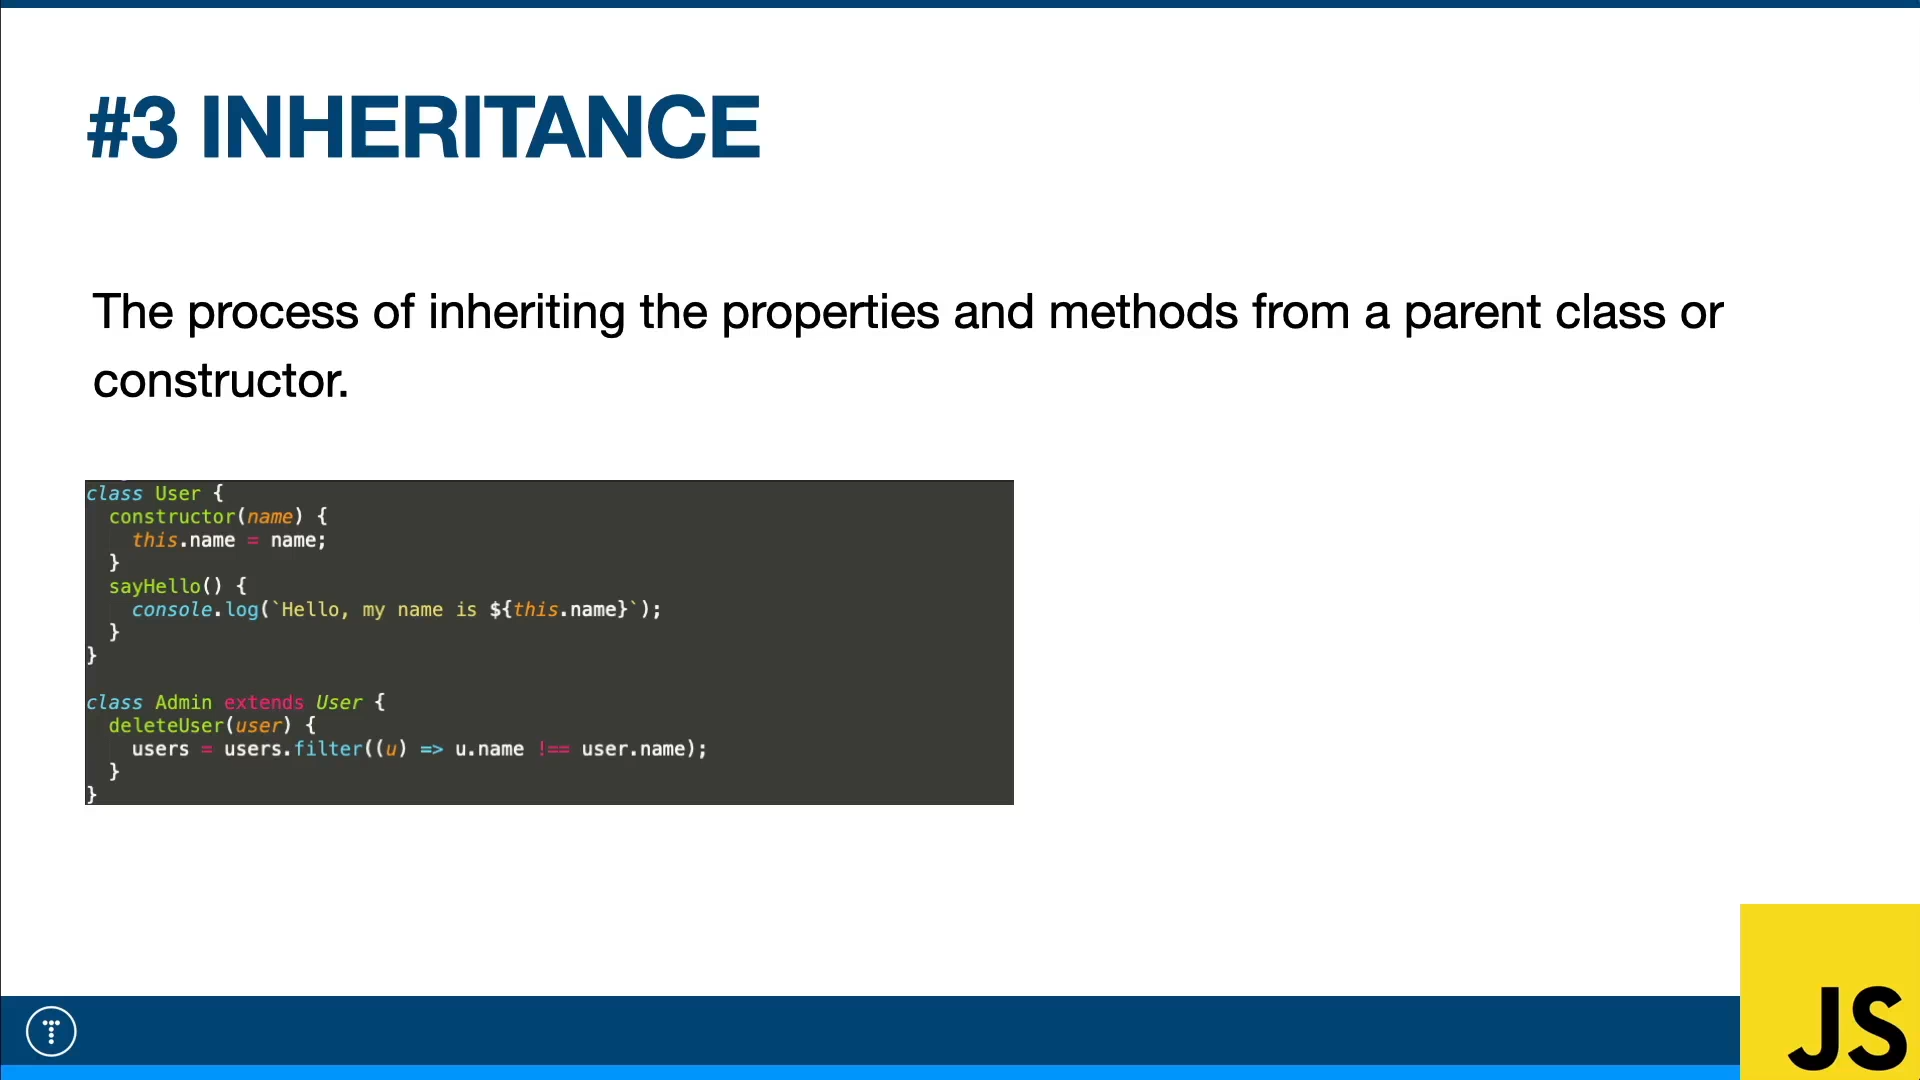 #3 INHERITANCE
The process of inheriting the properties and methods from a parent class or
constructor.
class User {
  constructor(name) {
    this.name = name;
  }
  sayHello() {
    console.log(`Hello, my name is ${this.name}`);
  }
}
class Admin extends User {
  deleteUser(user) {
    users = users.filter((u) => u.name !== user.name);
  }
}
JS